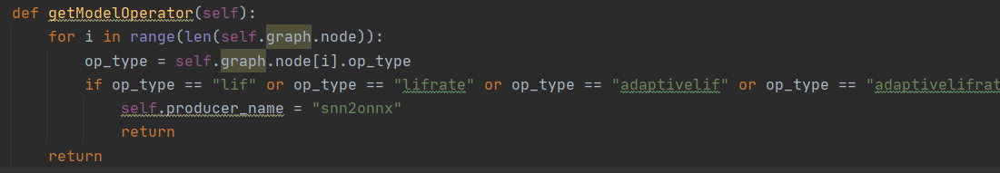 def getModelOperator(self):
    for i in range(len(self.graph.node)):
        op_type = self.graph.node[i].op_type
        if op_type == "lif" or op_type == "lifrate" or op_type == "adaptivelif" or op_type == "adaptivelifrat
            self.producer_name = "snn2onnx"
            return
    return